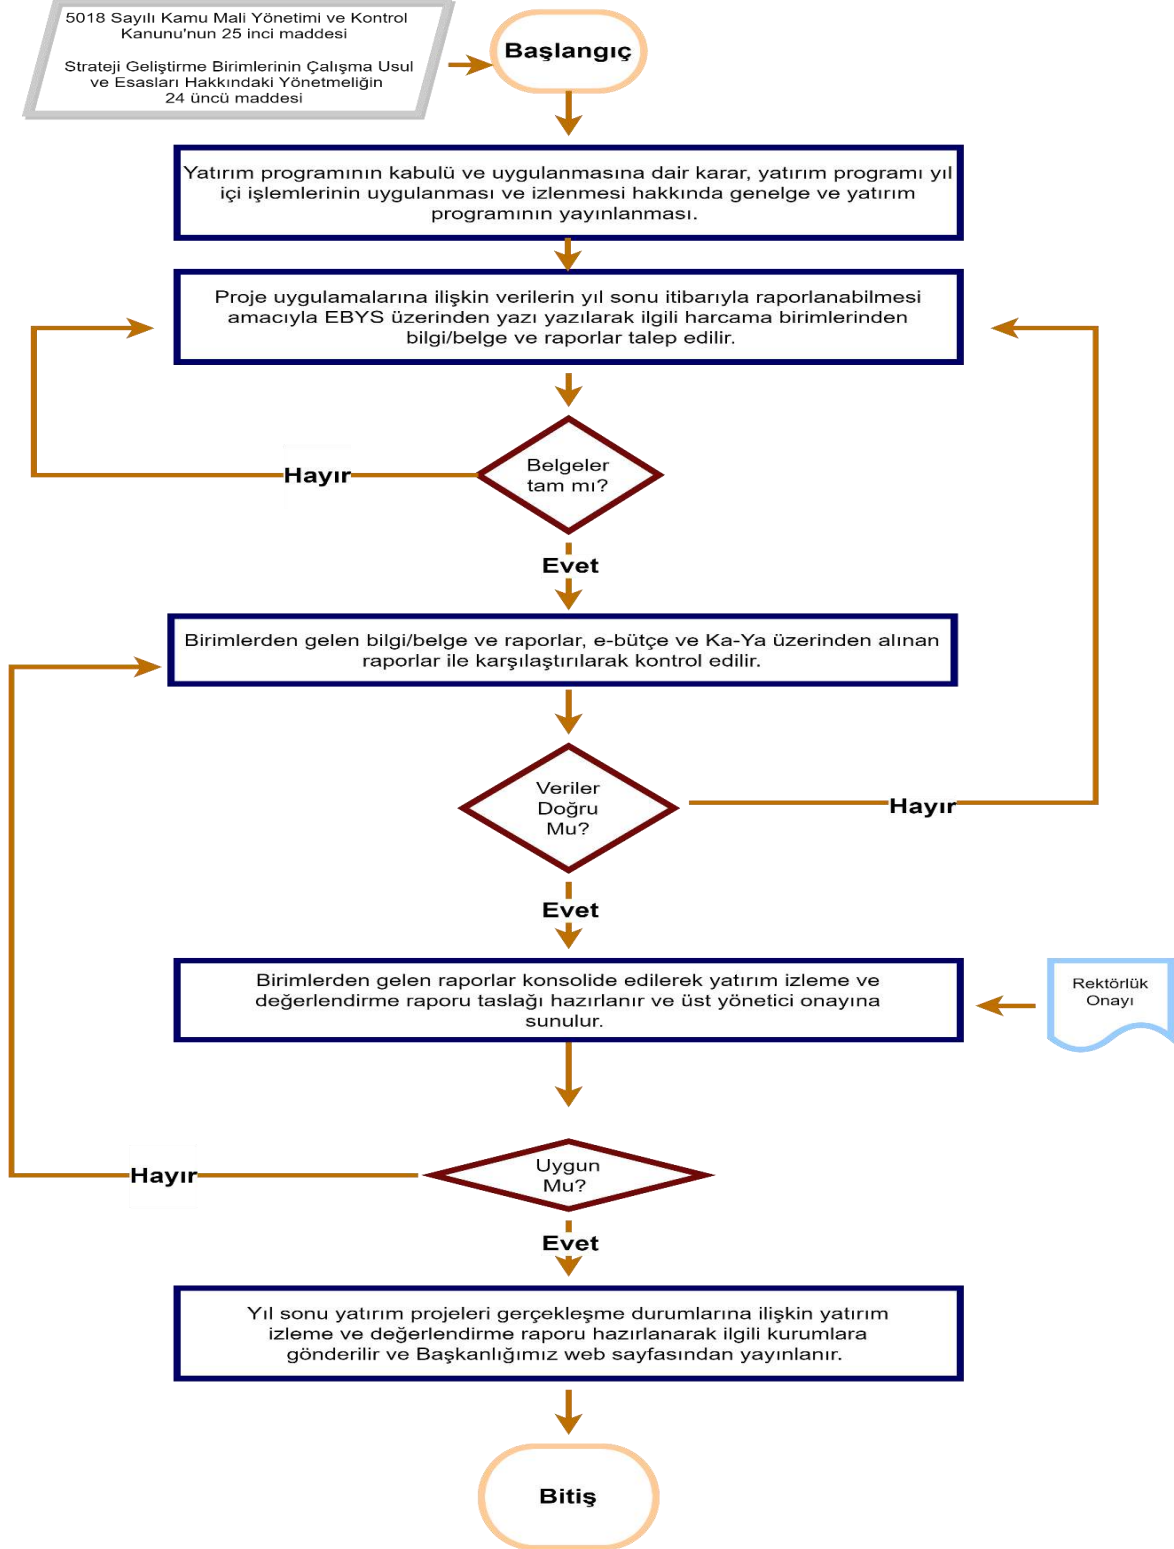 5018 Sayılı Kamu Mali Yönetimi ve Kontrol
Kanunu'nun 25 inci maddesi
Strateji Geliştirme Birimlerinin Çalışma Usul
ve Esasları Hakkındaki Yönetmeliğin
24 üncü maddesi
Başlangıç
Yatırım programının kabulü ve uygulanmasına dair karar, yatırım programı yıl
içi işlemlerinin uygulanması ve izlenmesi hakkında genelge ve yatırım
programının yayınlanması.
Proje uygulamalarına ilişkin verilerin yıl sonu itibarıyla raporlanabilmesi
amacıyla EBYS üzerinden yazı yazılarak ilgili harcama birimlerinden
bilgi/belge ve raporlar talep edilir.
Belgeler
tam mı?
Hayır
Evet
Birimlerden gelen bilgi/belge ve raporlar, e-bütçe ve Ka-Ya üzerinden alınan
raporlar ile karşılaştırılarak kontrol edilir.
Veriler
Doğru
Mu?
Hayır
Evet
Birimlerden gelen raporlar konsolide edilerek yatırım izleme ve
değerlendirme raporu taslağı hazırlanır ve üst yönetici onayına
sunulur.
Rektörlük
Onayı
Uygun
Mu?
Hayır
Evet
Yıl sonu yatırım projeleri gerçekleşme durumlarına ilişkin yatırım
izleme ve değerlendirme raporu hazırlanarak ilgili kurumlara
gönderilir ve Başkanlığımız web sayfasından yayınlanır.
Bitiş